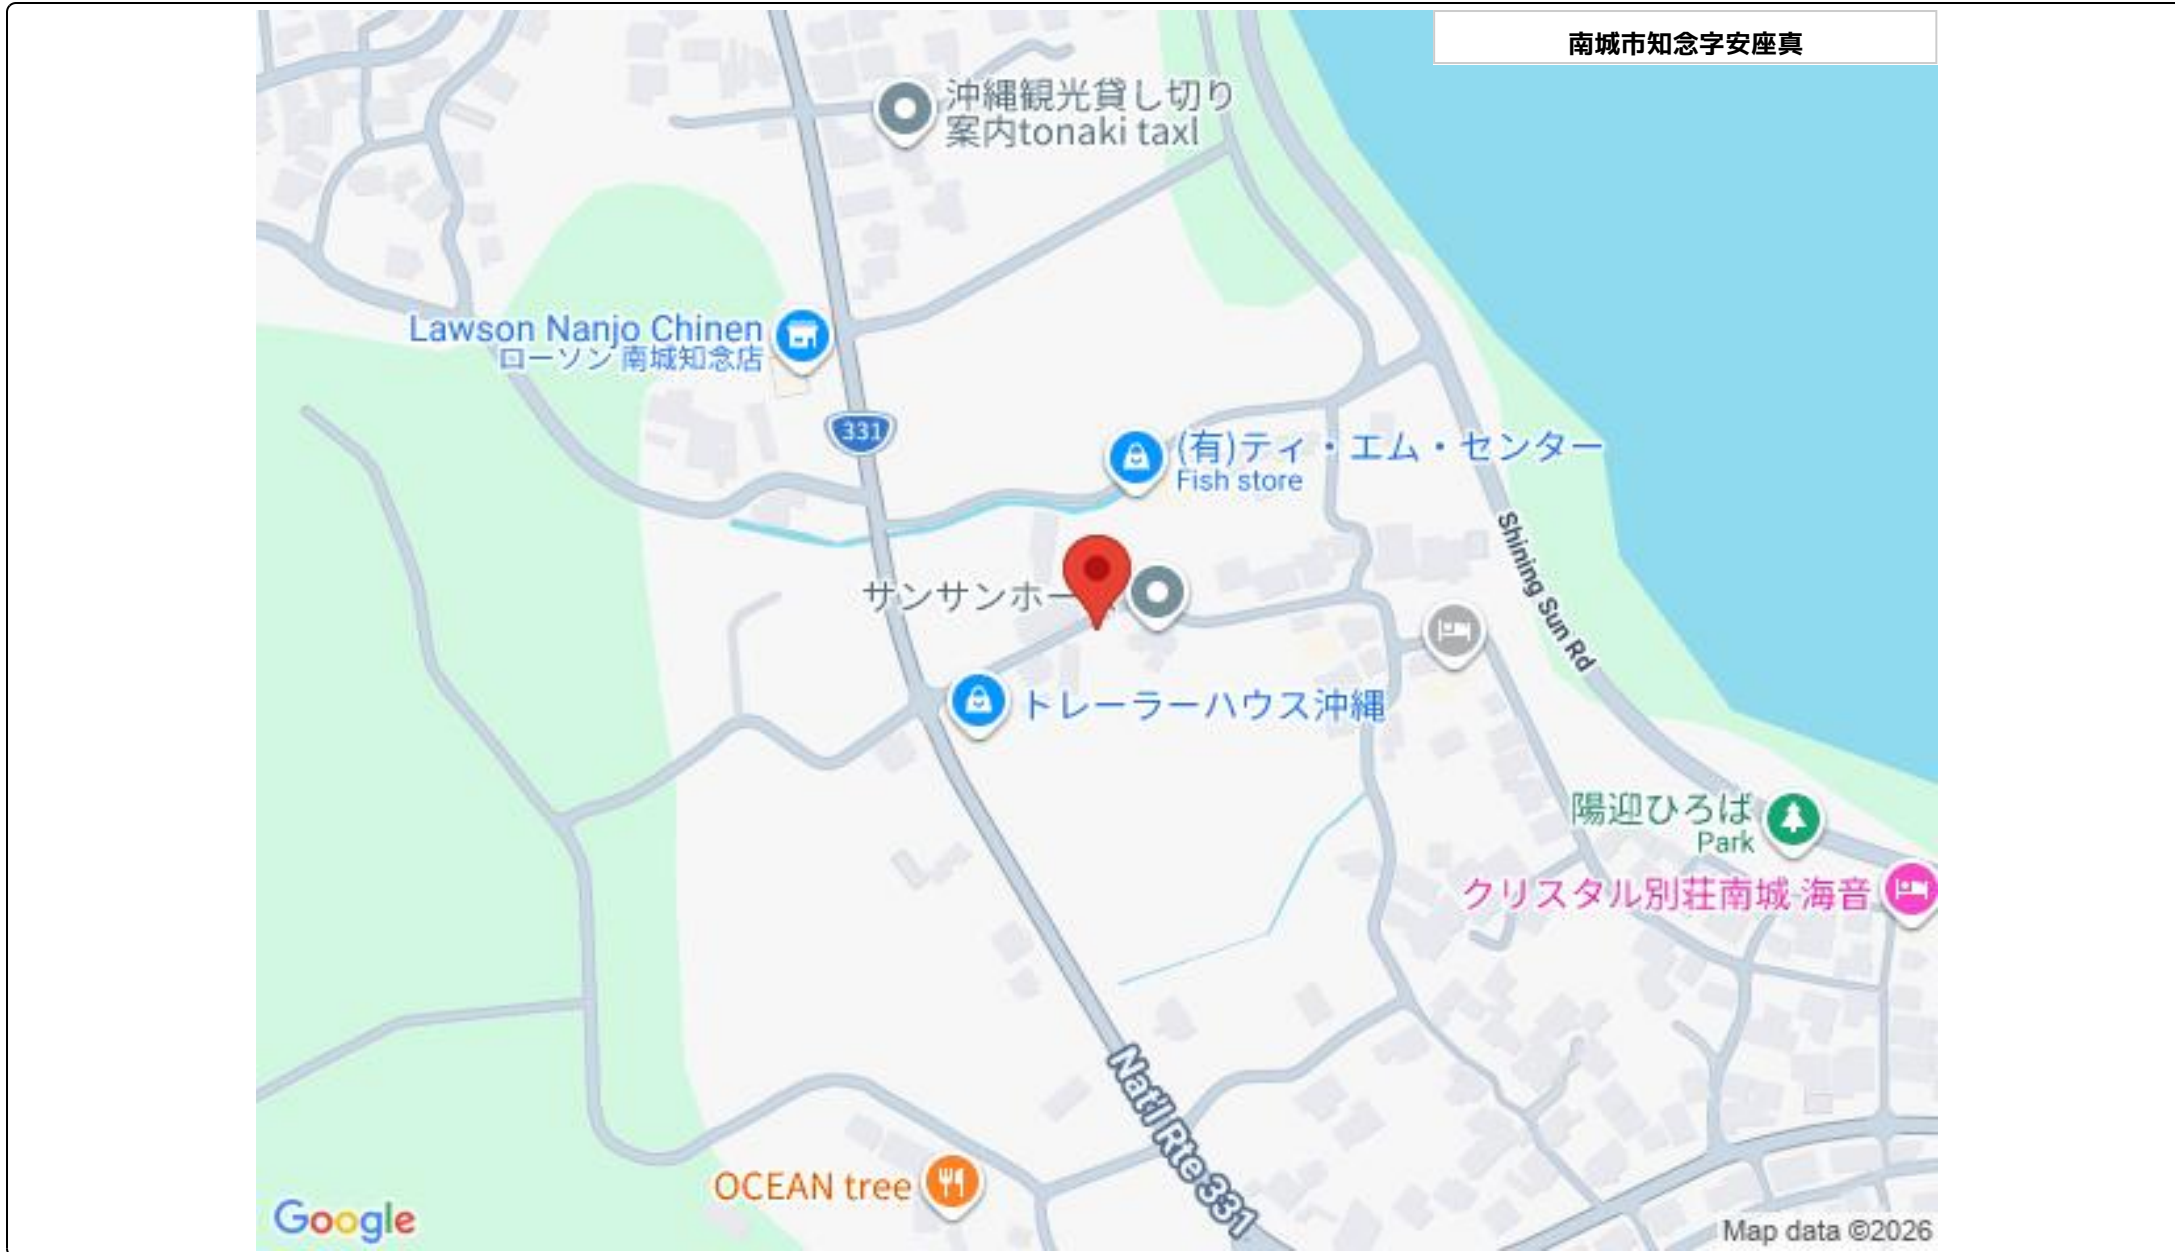 南城市知念字安座真
沖縄観光貸し切り
案内tonaki taxl
Lawson Nanjo Chinen
ローソン 南城知念店
331
(有)ティ・エム・センター
Fish store
Shining Sun Rd
サンサンホー
トレーラーハウス沖縄
陽迎ひろば
Park
クリスタル別荘南城 海音
Nat'l Rte 331
OCEAN tree
Google
Map data ©2026